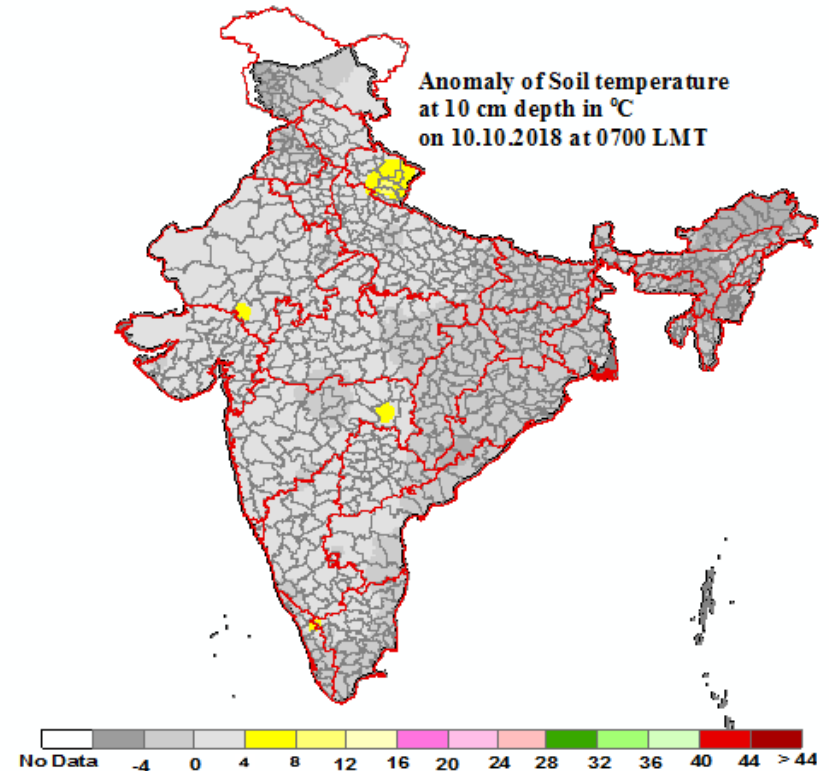 Anomaly of Soil temperature
at 10 cm depth in ⁰C
on 10.10.2018 at 0700 LMT
No Data -4 0 4 8 12 16 20 24 28 32 36 40 44 > 44